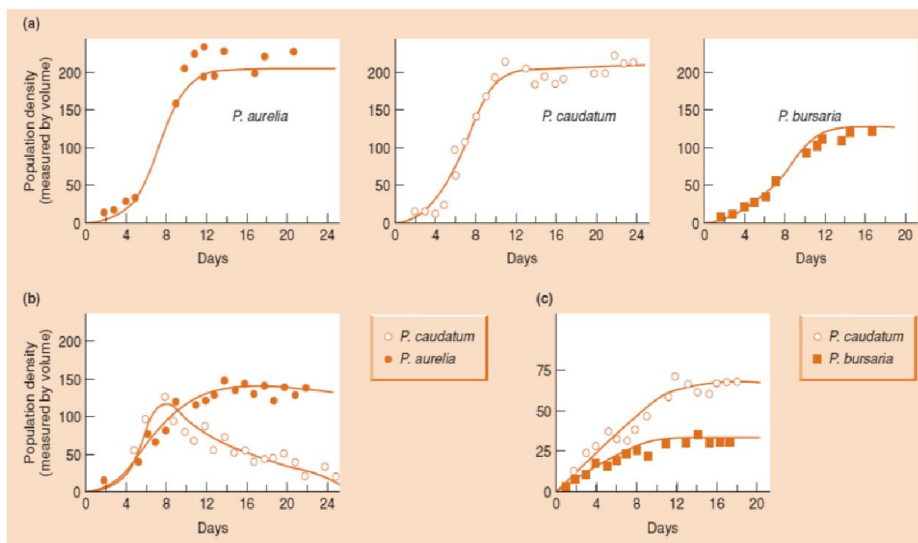 (a)
Population density
(measured by volume)
200
150
100
50
0
P. aurelia
0 4 8 12 16 20 24
Days
200
150
100
50
0
P. caudatum
0 4 8 12 16 20 24
Days
200
150
100
50
0
P. bursaria
0 4 8 12 16 20
Days
(b)
Population density
(measured by volume)
200
150
100
50
0
0 4 8 12 16 20 24
Days
P. caudatum
P. aurelia
(c)
75
50
25
0
0 4 8 12 16 20
Days
P. caudatum
P. bursaria